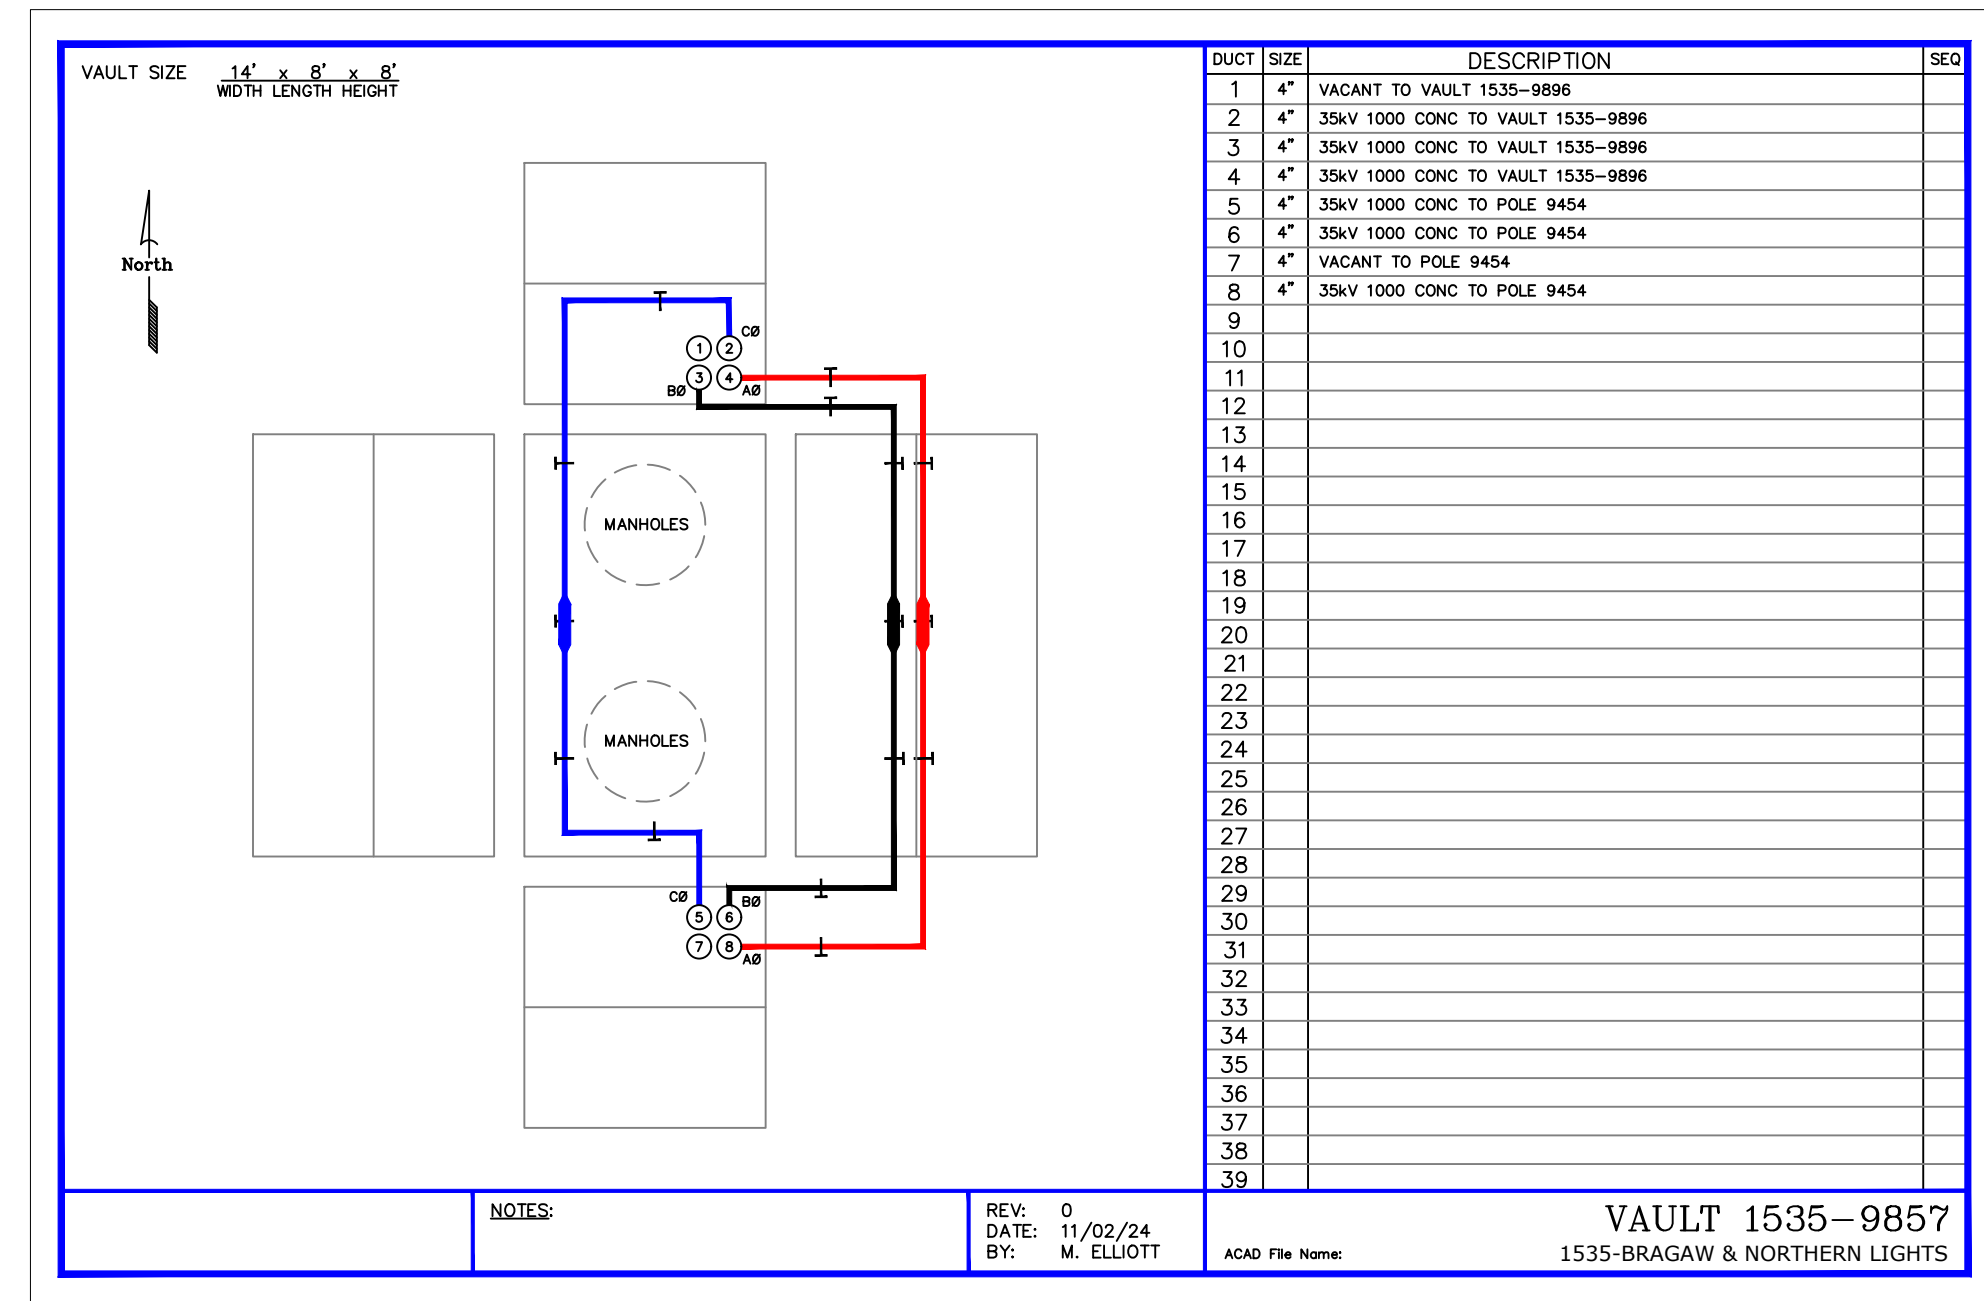 VAULT SIZE 14' x 8' x 8'
WIDTH LENGTH HEIGHT
North
CØ
1 2
3 4
BØ AØ
MANHOLES
MANHOLES
CØ BØ
5 6
7 8
AØ
DUCT SIZE DESCRIPTION SEQ
1 4" VACANT TO VAULT 1535-9896
2 4" 35kV 1000 CONC TO VAULT 1535-9896
3 4" 35kV 1000 CONC TO VAULT 1535-9896
4 4" 35kV 1000 CONC TO VAULT 1535-9896
5 4" 35kV 1000 CONC TO POLE 9454
6 4" 35kV 1000 CONC TO POLE 9454
7 4" VACANT TO POLE 9454
8 4" 35kV 1000 CONC TO POLE 9454
9
10
11
12
13
14
15
16
17
18
19
20
21
22
23
24
25
26
27
28
29
30
31
32
33
34
35
36
37
38
39
NOTES:
REV: 0
DATE: 11/02/24
BY: M. ELLIOTT
ACAD File Name:
VAULT 1535-9857
1535-BRAGAW & NORTHERN LIGHTS